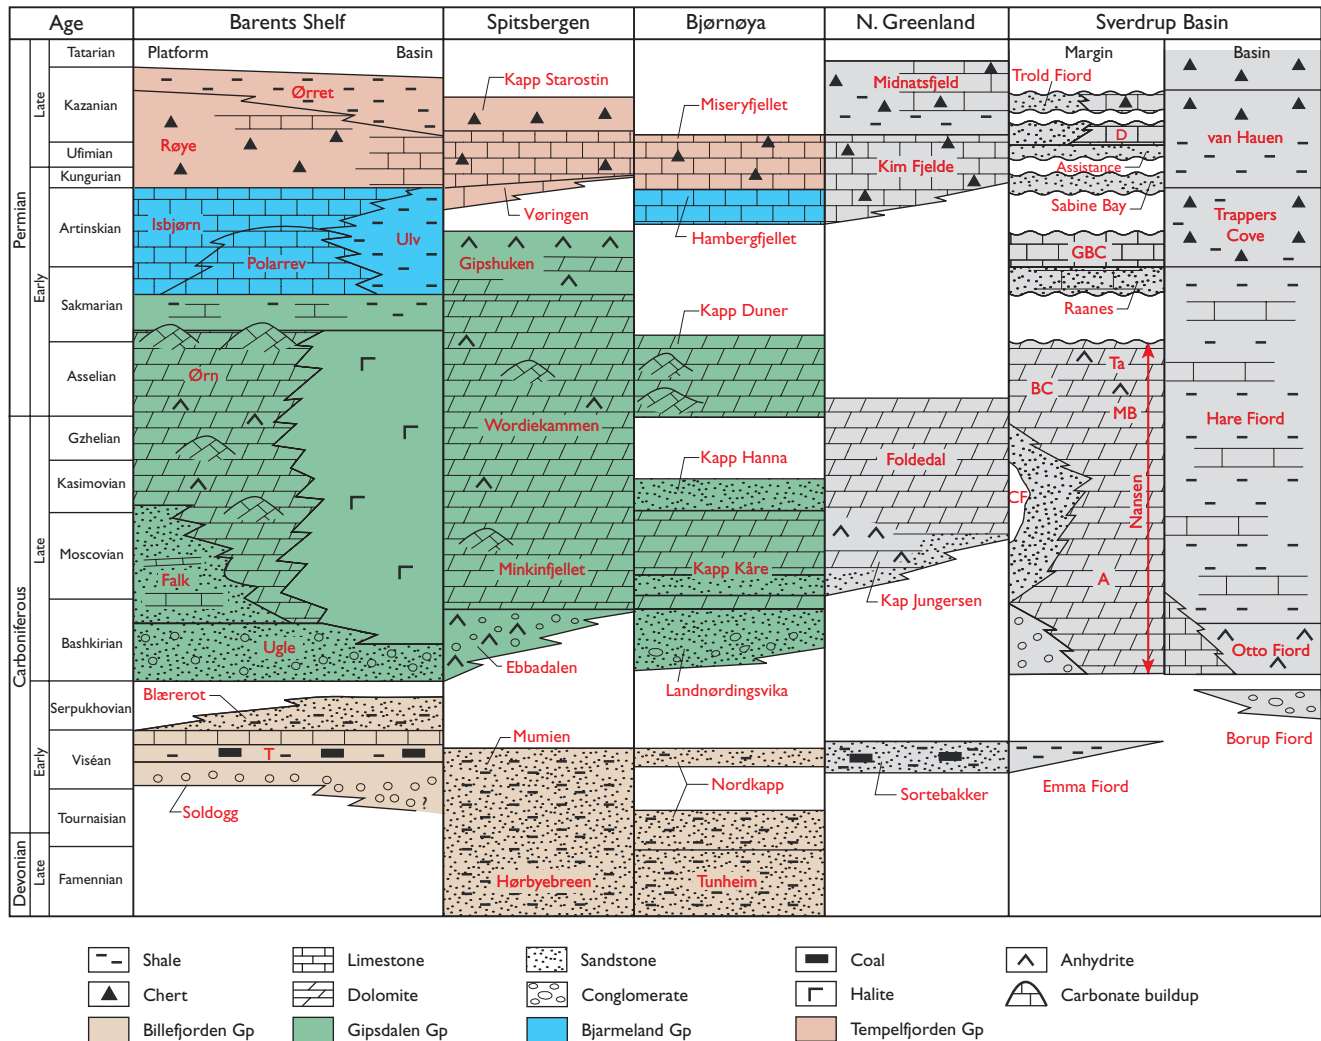 Age
Barents Shelf
Spitsbergen
Bjørnøya
N. Greenland
Sverdrup Basin
Platform
Basin
Margin
Basin
Permian
Late
Early
Carboniferous
Late
Early
Devonian
Late
Tatarian
Kazanian
Ufimian
Kungurian
Artinskian
Sakmarian
Asselian
Gzhelian
Kasimovian
Moscovian
Bashkirian
Serpukhovian
Viséan
Tournaisian
Famennian
Ørret
Røye
Isbjørn
Ulv
Polarrev
Ørn
Falk
Ugle
Blærerot
T
Soldogg
Kapp Starostin
Vøringen
Gipshuken
Wordiekammen
Minkinfjellet
Ebbadalen
Mumien
Hørbyebreen
Miseryfjellet
Hambergfjellet
Kapp Duner
Kapp Hanna
Kapp Kåre
Landnørdingsvika
Nordkapp
Tunheim
Midnatsfjeld
Kim Fjelde
Foldedal
Kap Jungersen
Sortebakker
Trold Fiord
D
Assistance
Sabine Bay
GBC
Raanes
Ta
BC
MB
Nansen
CF
A
Emma Fiord
van Hauen
Trappers
Cove
Hare Fiord
Otto Fiord
Borup Fiord
Shale
Limestone
Sandstone
Coal
Anhydrite
Chert
Dolomite
Conglomerate
Halite
Carbonate buildup
Billefjorden Gp
Gipsdalen Gp
Bjarmeland Gp
Tempelfjorden Gp